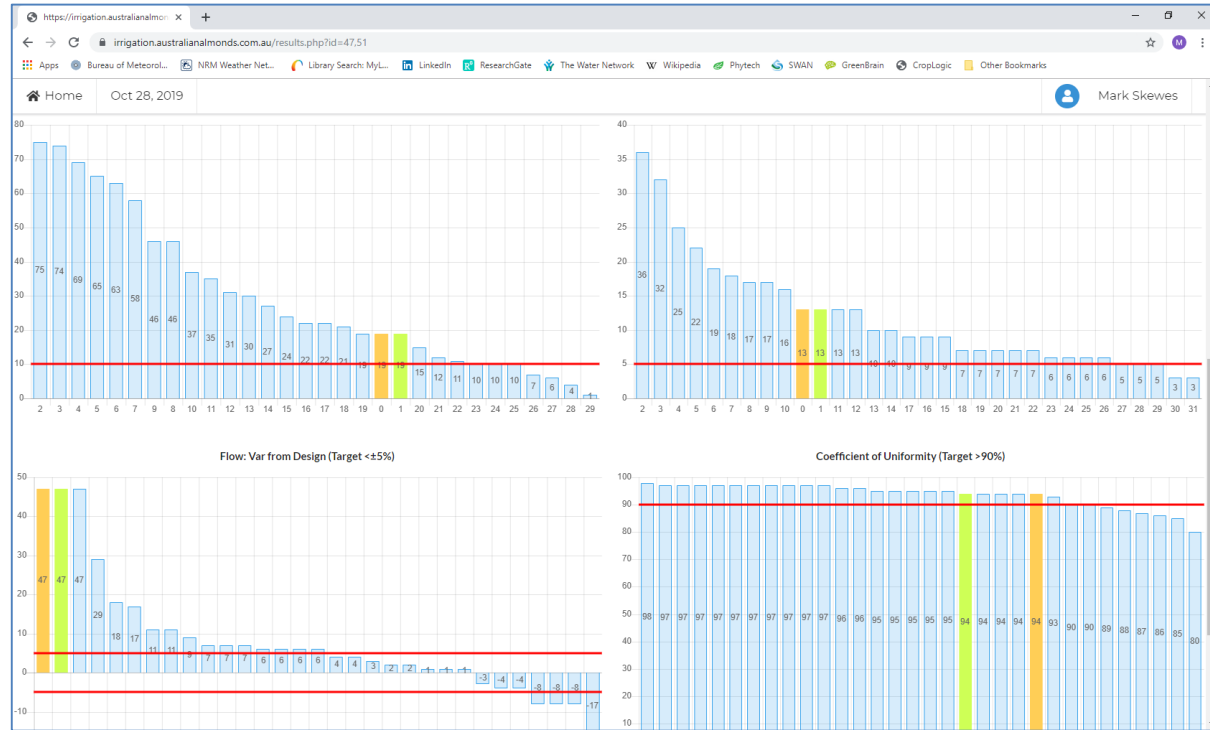 https://irrigation.australianalmon
irrigation.australianalmonds.com.au/results.php?id=47,51
M
Apps Bureau of Meteorol... NRM Weather Net... Library Search: MyL... LinkedIn ResearchGate The Water Network Wikipedia Phytech SWAN GreenBrain CropLogic Other Bookmarks
Home Oct 28, 2019 Mark Skewes
80
70
60
50
40
30
20
10
0
75 74 69 65 63 58 46 46 37 35 31 30 27 24 22 22 21 19 19 19 15 12 11 10 10 10 7 6 4 1
2 3 4 5 6 7 9 8 10 11 12 13 14 15 16 17 18 19 0 1 20 21 22 23 24 25 26 27 28 29
40
35
30
25
20
15
10
5
0
36 32 25 22 19 18 17 17 16 13 13 13 13 10 10 9 9 9 7 7 7 7 7 6 6 6 6 5 5 5 3 3
2 3 4 5 6 7 9 8 10 0 1 11 12 13 14 17 16 15 18 19 20 21 22 23 24 25 26 27 28 29 30 31
Flow: Var from Design (Target <±5%)
50
40
30
20
10
0
-10
47 47 47 29 18 17 11 11 9 7 7 7 6 6 6 6 4 4 3 2 2 1 1 1 -3 -4 -4 -8 -8 -8 -17
Coefficient of Uniformity (Target >90%)
100
90
80
70
60
50
40
30
20
10
98 97 97 97 97 97 97 97 97 97 97 96 96 95 95 95 95 95 94 94 94 94 94 93 90 90 89 88 87 86 85 80